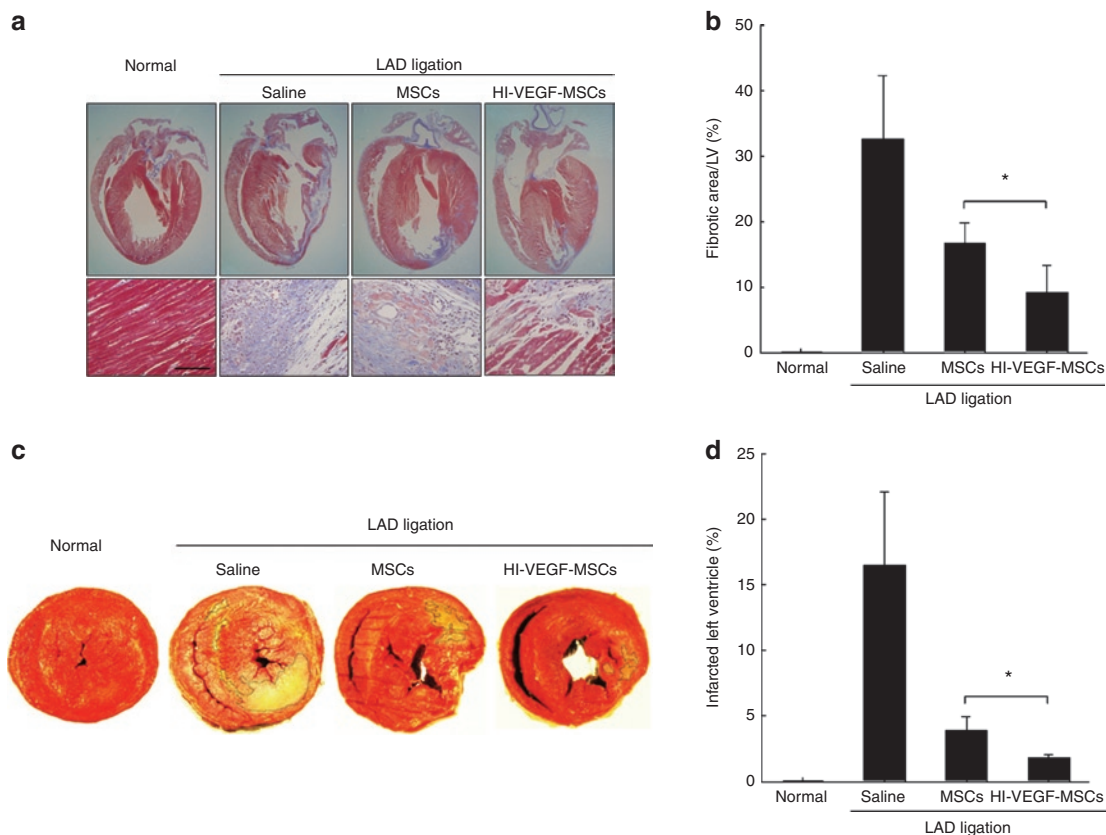 a
Normal
LAD ligation
Saline
MSCs
HI-VEGF-MSCs
b
50
40
30
20
10
0
Fibrotic area/LV (%)
*
Normal
Saline
MSCs
HI-VEGF-MSCs
LAD ligation
c
LAD ligation
Normal
Saline
MSCs
HI-VEGF-MSCs
d
25
20
15
10
5
0
Infarcted left ventricle (%)
*
Normal
Saline
MSCs
HI-VEGF-MSCs
LAD ligation